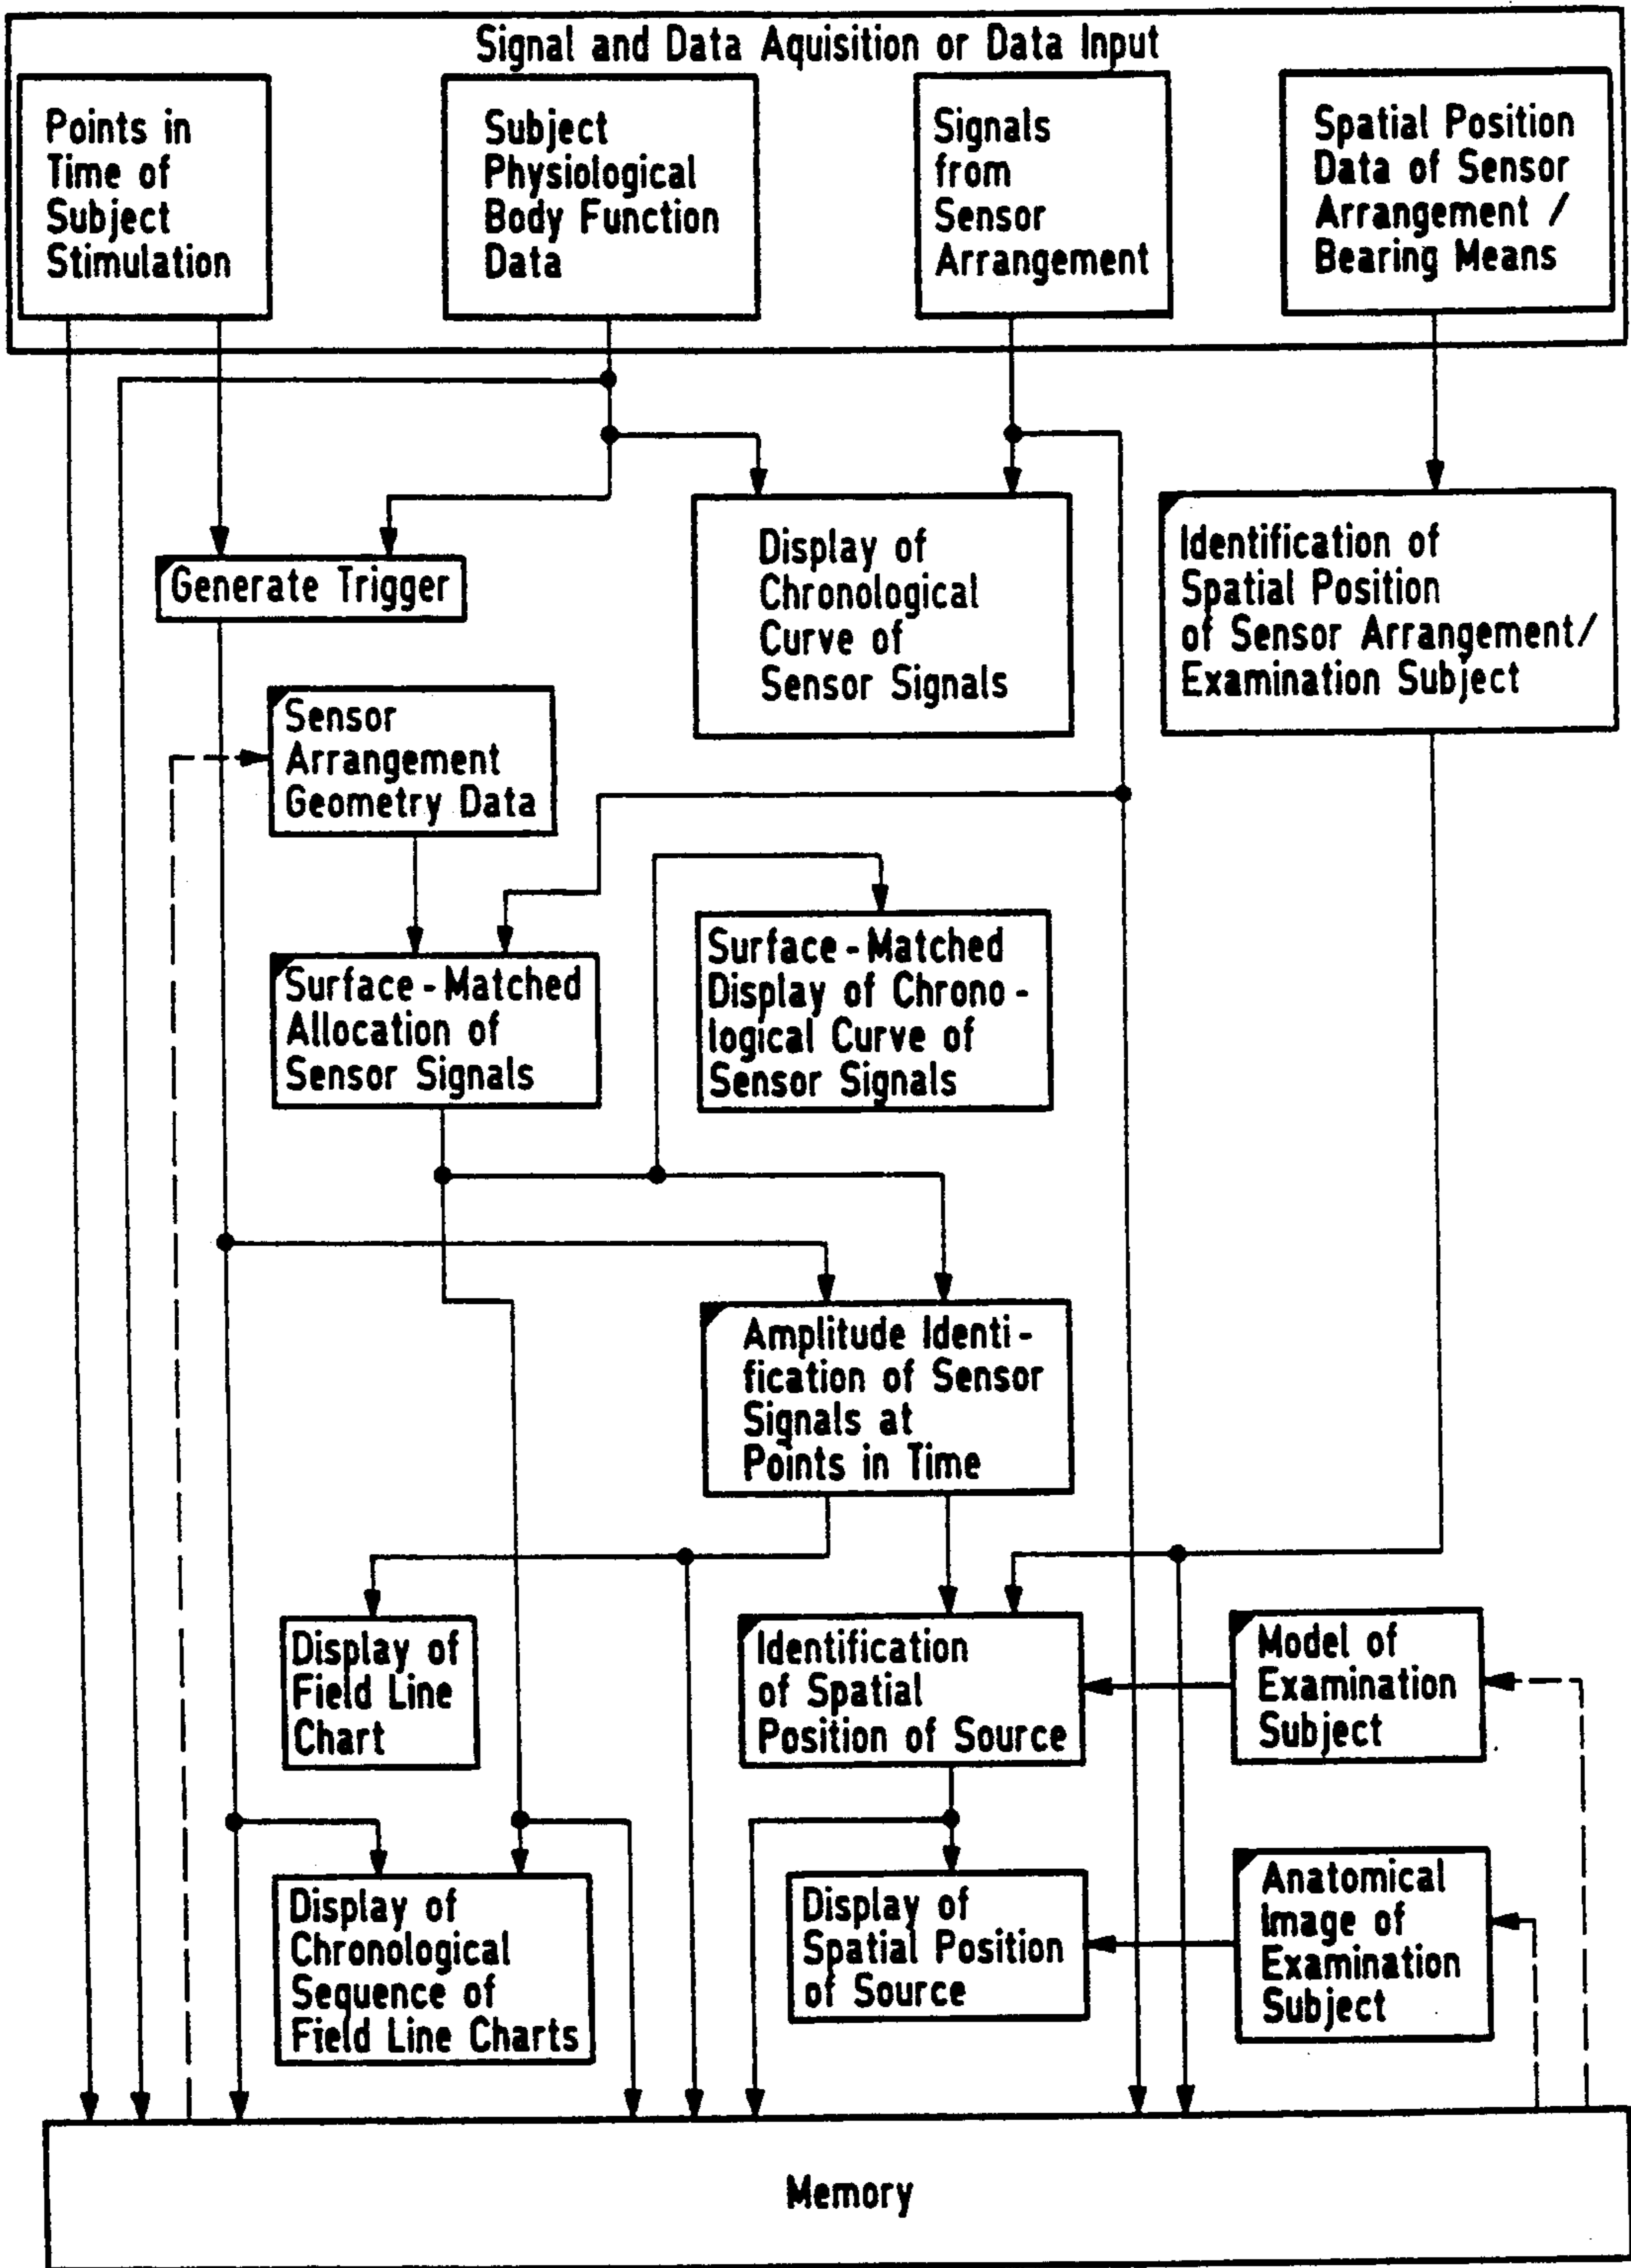 Signal and Data Aquisition or Data Input
Points in
Time of
Subject
Stimulation
Subject
Physiological
Body Function
Data
Signals
from
Sensor
Arrangement
Spatial Position
Data of Sensor
Arrangement /
Bearing Means
Generate Trigger
Display of
Chronological
Curve of
Sensor Signals
Identification of
Spatial Position
of Sensor Arrangement/
Examination Subject
Sensor
Arrangement
Geometry Data
Surface - Matched
Allocation of
Sensor Signals
Surface - Matched
Display of Chrono -
logical Curve of
Sensor Signals
Amplitude Identi -
fication of Sensor
Signals at
Points in Time
Display of
Field Line
Chart
Identification
of Spatial
Position of Source
Model of
Examination
Subject
Display of
Chronological
Sequence of
Field Line Charts
Display of
Spatial Position
of Source
Anatomical
Image of
Examination
Subject
Memory